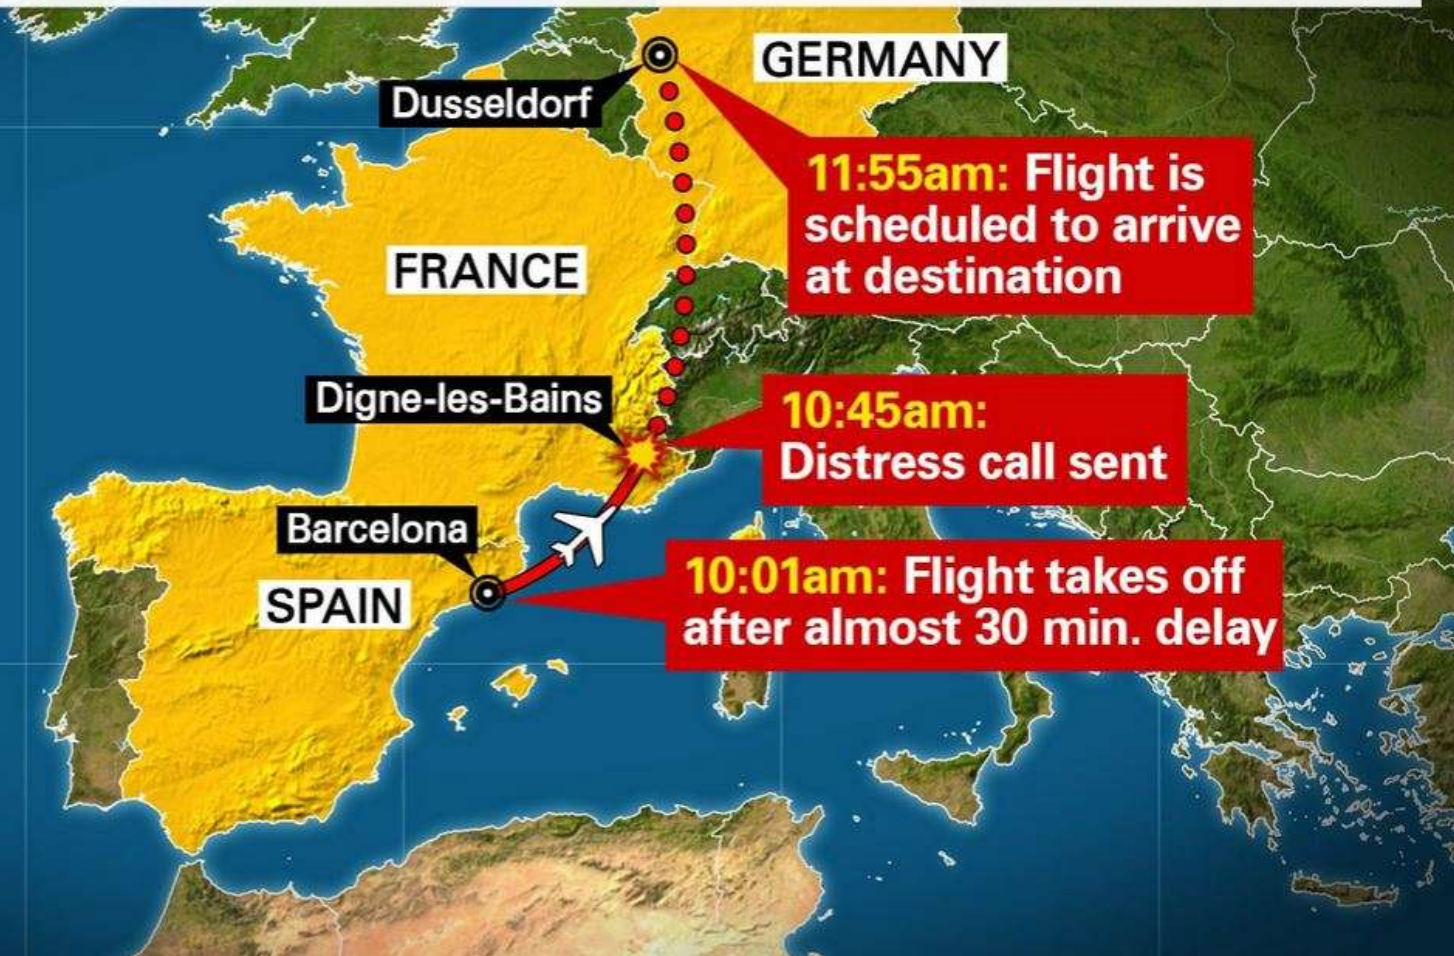 GERMANY
Dusseldorf
11:55am: Flight is
scheduled to arrive
at destination
FRANCE
Digne-les-Bains
10:45am:
Distress call sent
Barcelona
SPAIN
10:01am: Flight takes off
after almost 30 min. delay